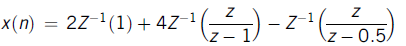 x(n) = 2Z⁻¹(1) + 4Z⁻¹(z/(z − 1)) − Z⁻¹(z/(z − 0.5))